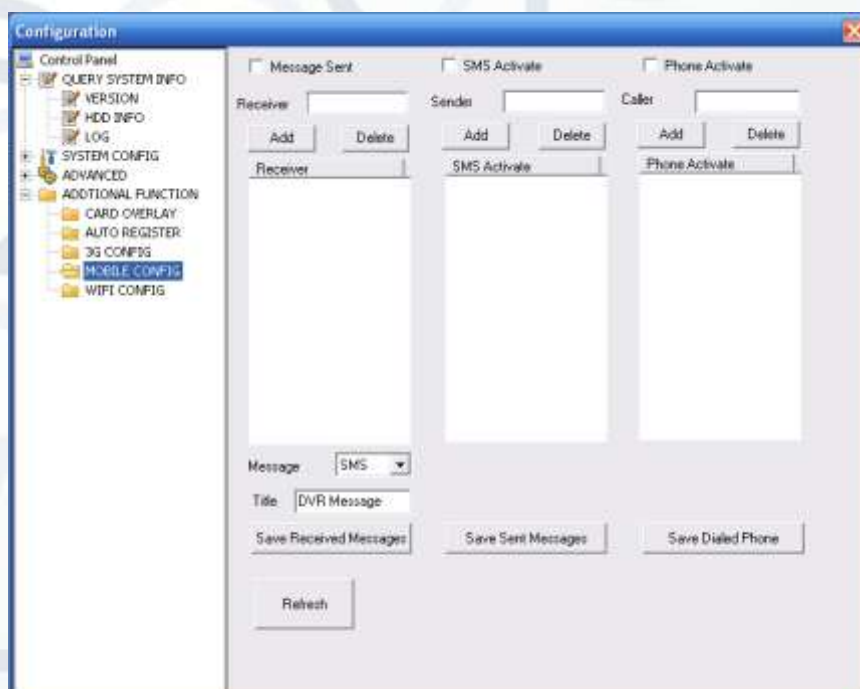 Configuration
Control Panel
QUERY SYSTEM INFO
VERSION
HDD INFO
LOG
SYSTEM CONFIG
ADVANCED
ADDTIONAL FUNCTION
CARD OVERLAY
AUTO REGISTER
3G CONFIG
MOBILE CONFIG
WIFI CONFIG
Message Sent
SMS Activate
Phone Activate
Receiver
Sender
Caller
Add Delete
Add Delete
Add Delete
Receiver
SMS Activate
Phone Activate
Message SMS
Title DVR Message
Save Received Messages
Save Sent Messages
Save Dialed Phone
Refresh